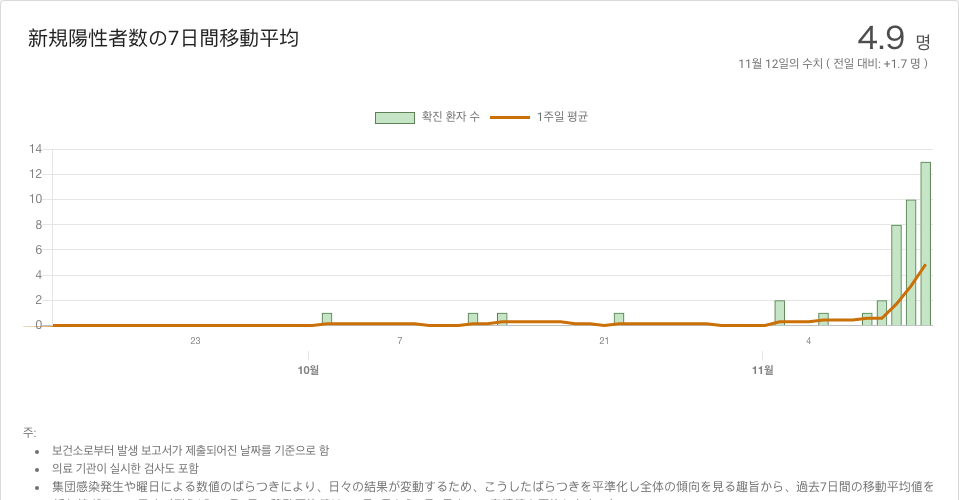 新規陽性者数の7日間移動平均
4.9 명
11월 12일의 수치 ( 전일 대비: +1.7 명 )
확진 환자 수 1주일 평균
14
12
10
8
6
4
2
0
23 7 21 4
10월 11월
주:
보건소로부터 발생 보고서가 제출되어진 날짜를 기준으로 함
의료 기관이 실시한 검사도 포함
集団感染発生や曜日による数値のばらつきにより、日々の結果が変動するため、こうしたばらつきを平準化し全体の傾向を見る趣旨から、過去7日間の移動平均値を